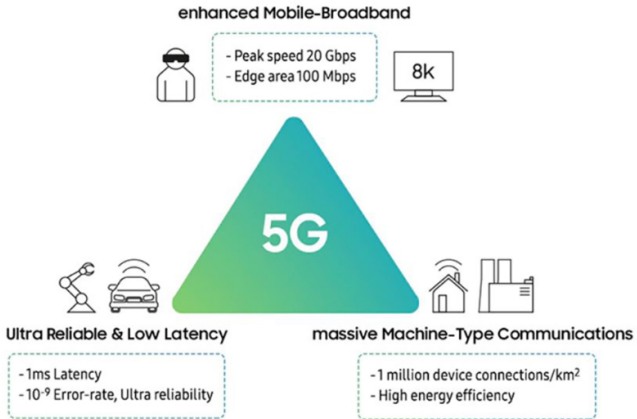 enhanced Mobile-Broadband
- Peak speed 20 Gbps
- Edge area 100 Mbps
8k
5G
Ultra Reliable & Low Latency
- 1ms Latency
- 10⁻⁹ Error-rate, Ultra reliability
massive Machine-Type Communications
- 1 million device connections/km²
- High energy efficiency